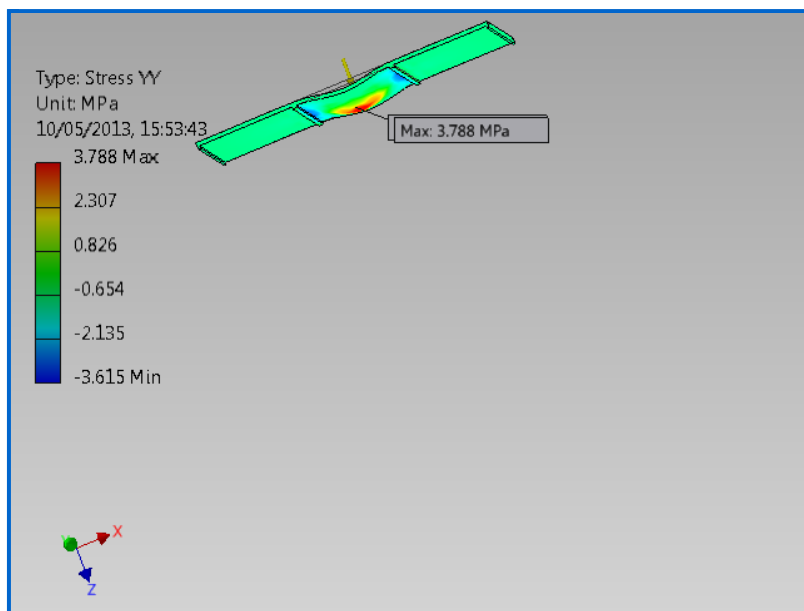 Type: Stress YY
Unit: MPa
10/05/2013, 15:53:43
3.788 Max
2.307
0.826
-0.654
-2.135
-3.615 Min
Max: 3.788 MPa
X
Z